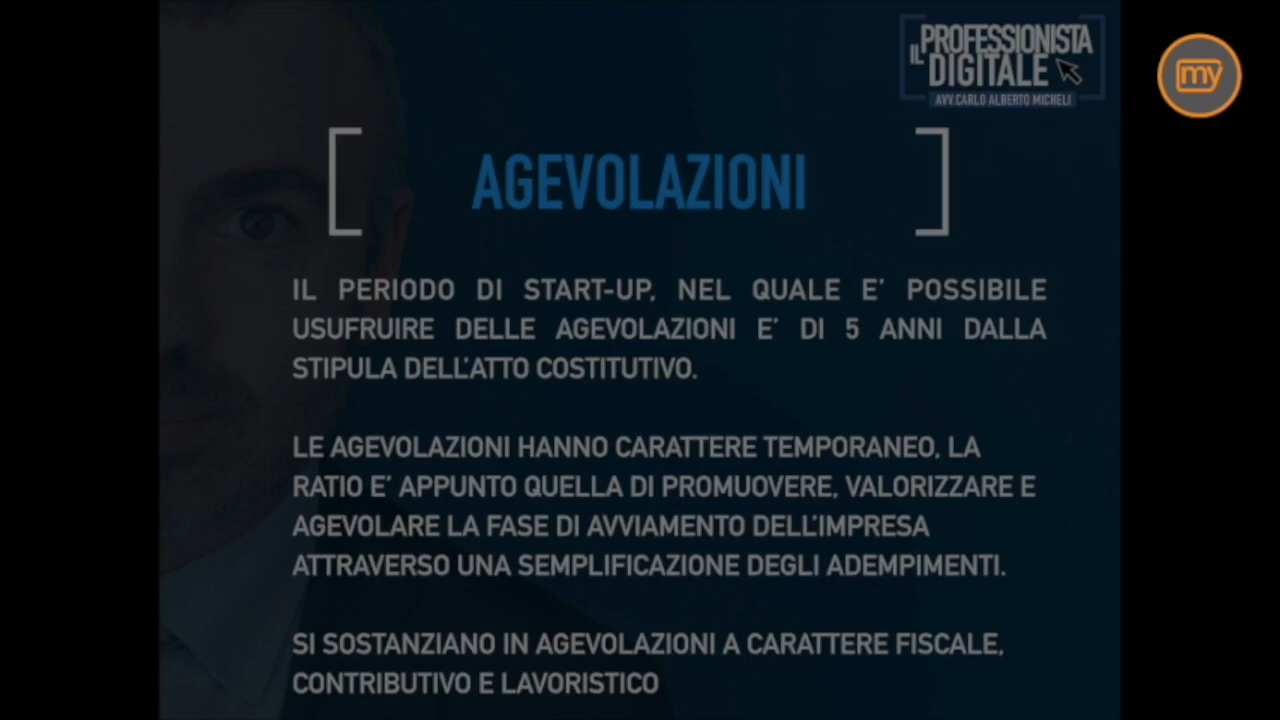 IL PROFESSIONISTA
DIGITALE
AVV.CARLO ALBERTO MICHELI
my
AGEVOLAZIONI
IL PERIODO DI START-UP, NEL QUALE E' POSSIBILE
USUFRUIRE DELLE AGEVOLAZIONI E' DI 5 ANNI DALLA
STIPULA DELL'ATTO COSTITUTIVO.
LE AGEVOLAZIONI HANNO CARATTERE TEMPORANEO, LA
RATIO E' APPUNTO QUELLA DI PROMUOVERE, VALORIZZARE E
AGEVOLARE LA FASE DI AVVIAMENTO DELL'IMPRESA
ATTRAVERSO UNA SEMPLIFICAZIONE DEGLI ADEMPIMENTI.
SI SOSTANZIANO IN AGEVOLAZIONI A CARATTERE FISCALE,
CONTRIBUTIVO E LAVORISTICO